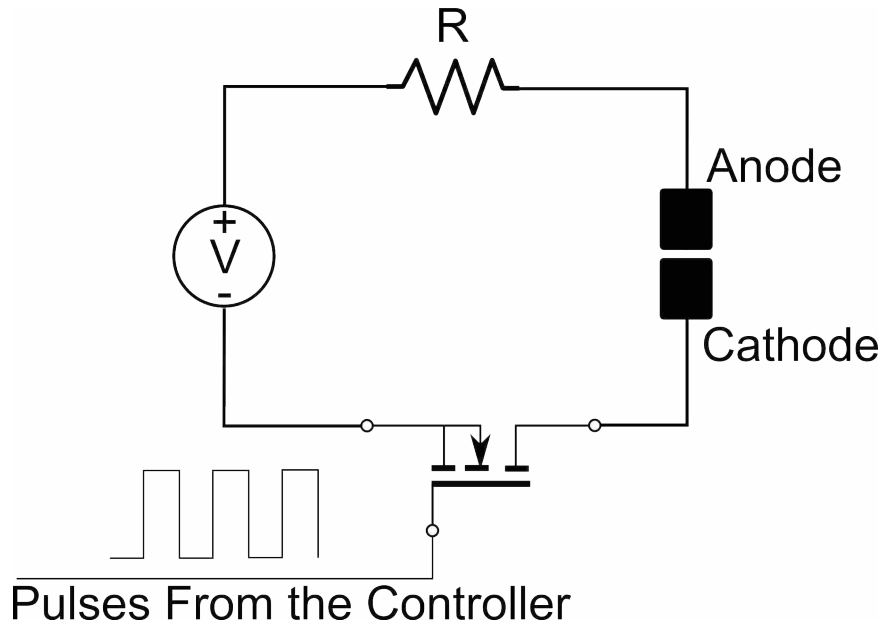 R
Anode
+
V
-
Cathode
Pulses From the Controller